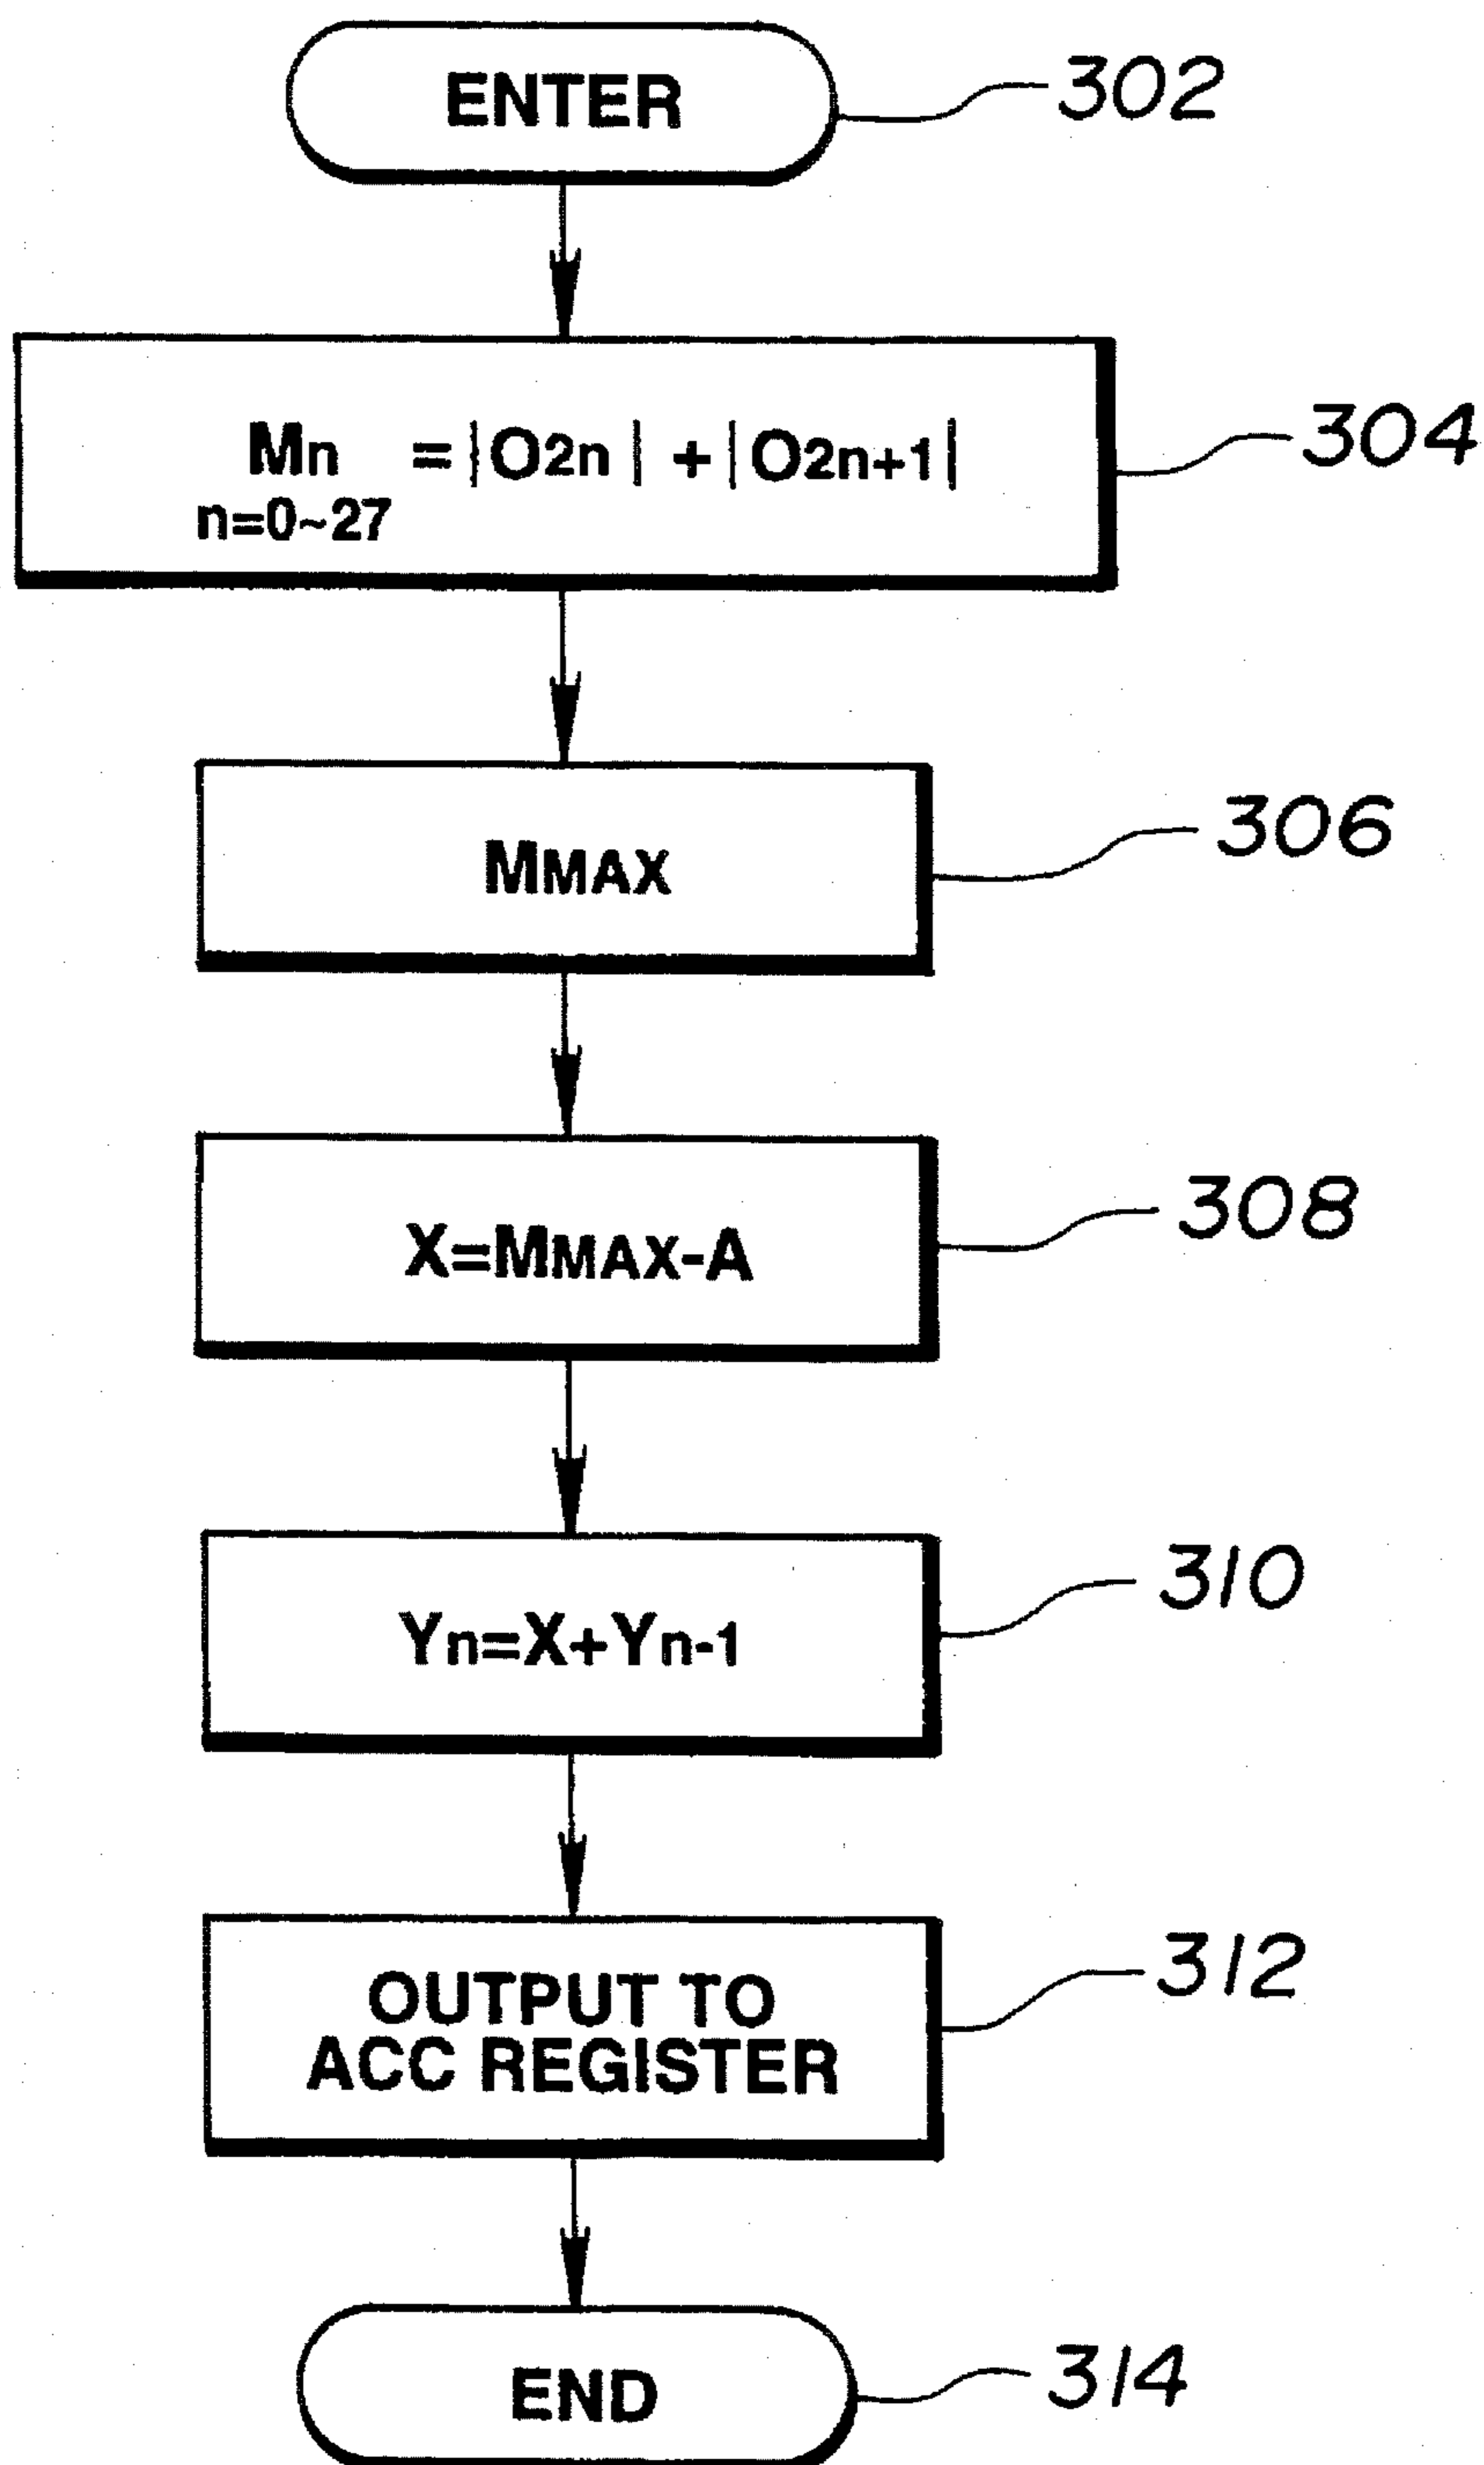 ENTER
302
Mn = |O2n| + |O2n+1|
n=0~27
304
MMAX
306
X=MMAX-A
308
Yn=X+Yn-1
310
OUTPUT TO
ACC REGISTER
312
END
314